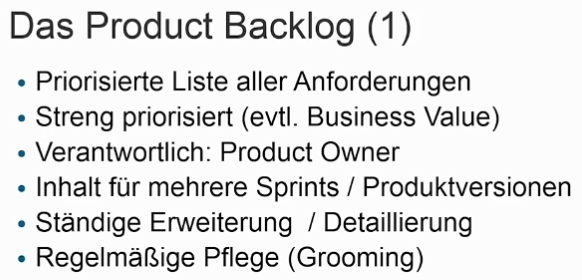 Das Product Backlog (1)
• Priorisierte Liste aller Anforderungen
• Streng priorisiert (evtl. Business Value)
• Verantwortlich: Product Owner
• Inhalt für mehrere Sprints / Produktversionen
• Ständige Erweiterung  / Detaillierung
• Regelmäßige Pflege (Grooming)